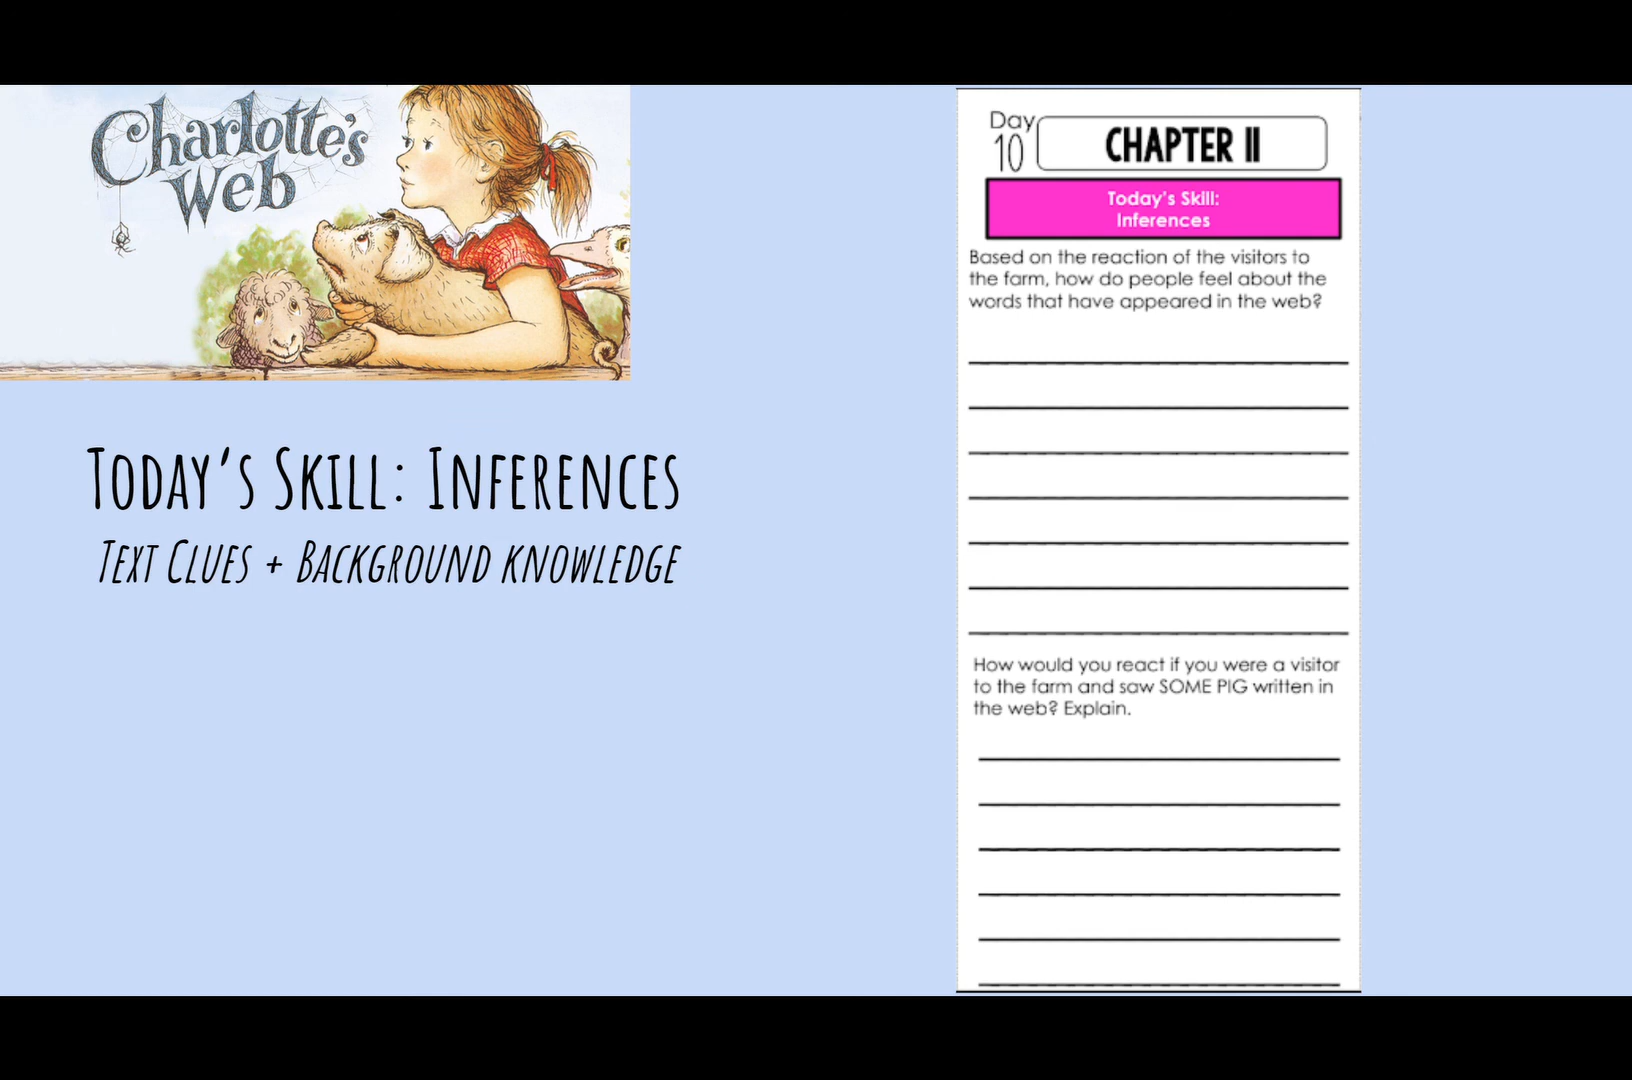 Charlotte's
Web
TODAY'S SKILL: INFERENCES
TEXT CLUES + BACKGROUND KNOWLEDGE
Day
10
CHAPTER 11
Today's Skill:
Inferences
Based on the reaction of the visitors to
the farm, how do people feel about the
words that have appeared in the web?
How would you react if you were a visitor
to the farm and saw SOME PIG written in
the web? Explain.